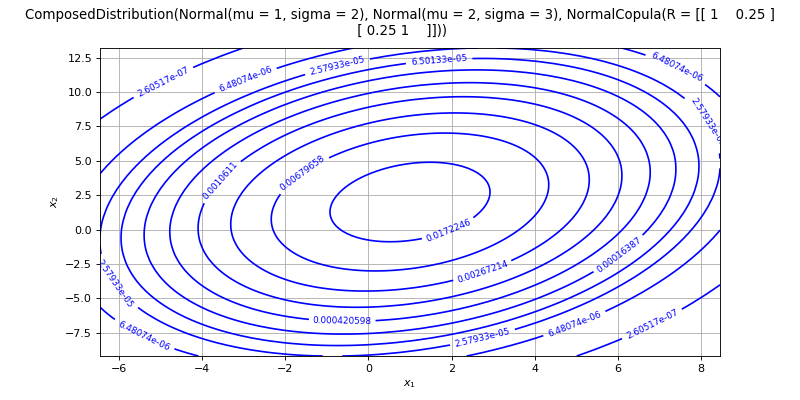 ComposedDistribution(Normal(mu = 1, sigma = 2), Normal(mu = 2, sigma = 3), NormalCopula(R = [[ 1    0.25 ]
[ 0.25 1    ]]))
12.5
10.0
7.5
5.0
2.5
0.0
−2.5
−5.0
−7.5
x₂
2.60517e-07
6.48074e-06
2.57933e-05
6.50133e-05
6.48074e-06
2.57933e-
0.0010611
0.00679658
0.0172246
0.00267214
0.00016387
2.57933e-05
6.48074e-06
0.000420598
2.57933e-05
6.48074e-06
2.60517e-07
−6
−4
−2
0
2
4
6
8
x₁